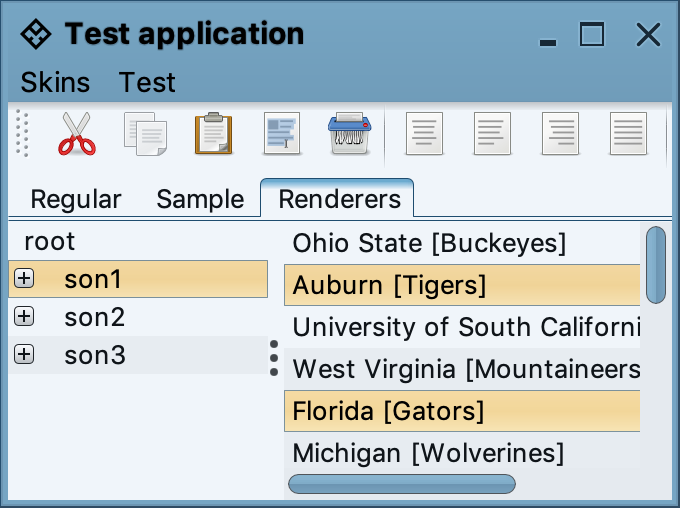 Test application
Skins Test
Regular Sample Renderers
root
son1
son2
son3
Ohio State [Buckeyes]
Auburn [Tigers]
University of South Californi
West Virginia [Mountaineers
Florida [Gators]
Michigan [Wolverines]